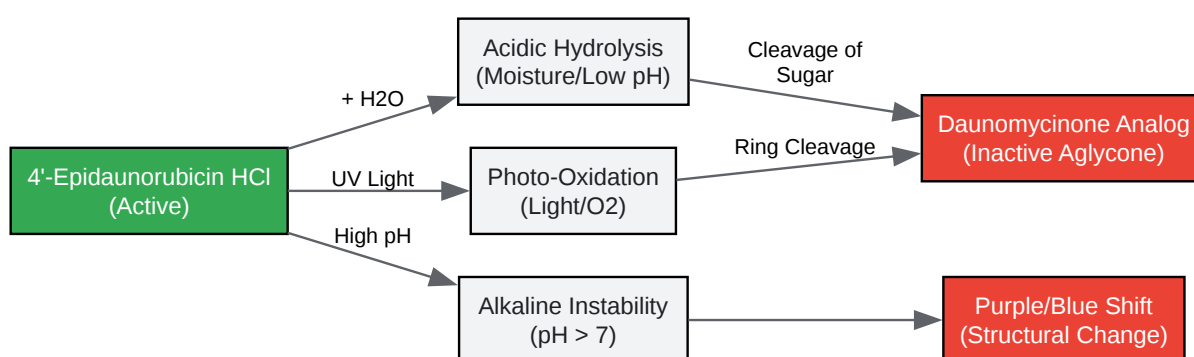 4'-Epidaunorubicin HCl
(Active)
+ H2O
UV Light
High pH
Acidic Hydrolysis
(Moisture/Low pH)
Photo-Oxidation
(Light/O2)
Alkaline Instability
(pH > 7)
Cleavage of
Sugar
Ring Cleavage
Daunomycinone Analog
(Inactive Aglycone)
Purple/Blue Shift
(Structural Change)